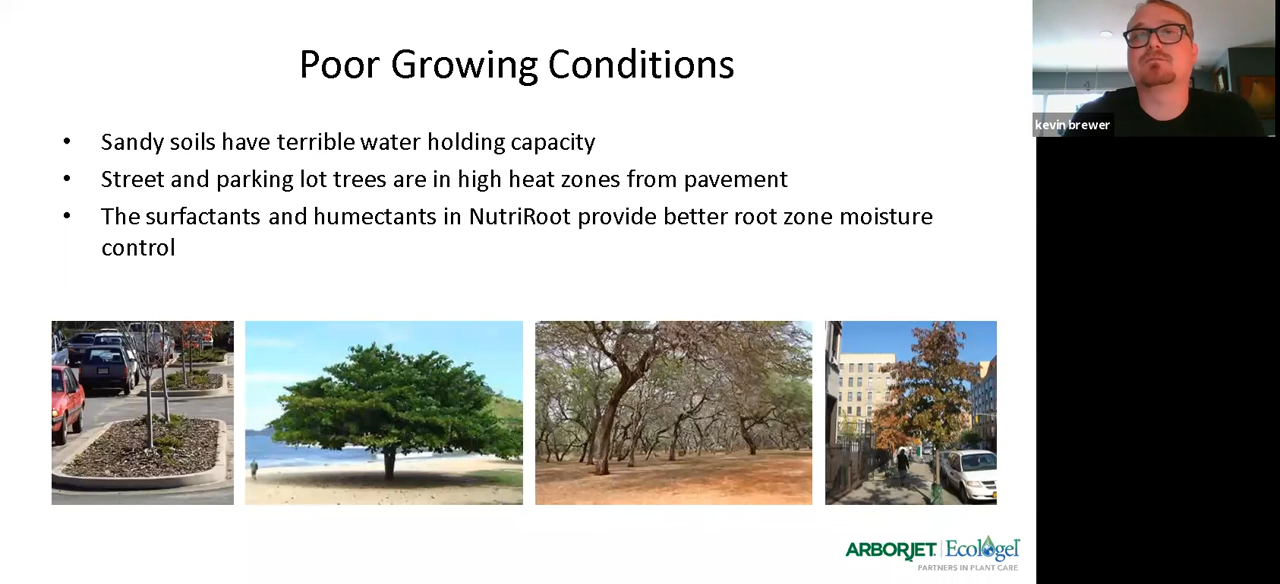 Poor Growing Conditions
• Sandy soils have terrible water holding capacity
• Street and parking lot trees are in high heat zones from pavement
• The surfactants and humectants in NutriRoot provide better root zone moisture
control
kevin brewer
ARBORJET | Ecologel
PARTNERS IN PLANT CARE